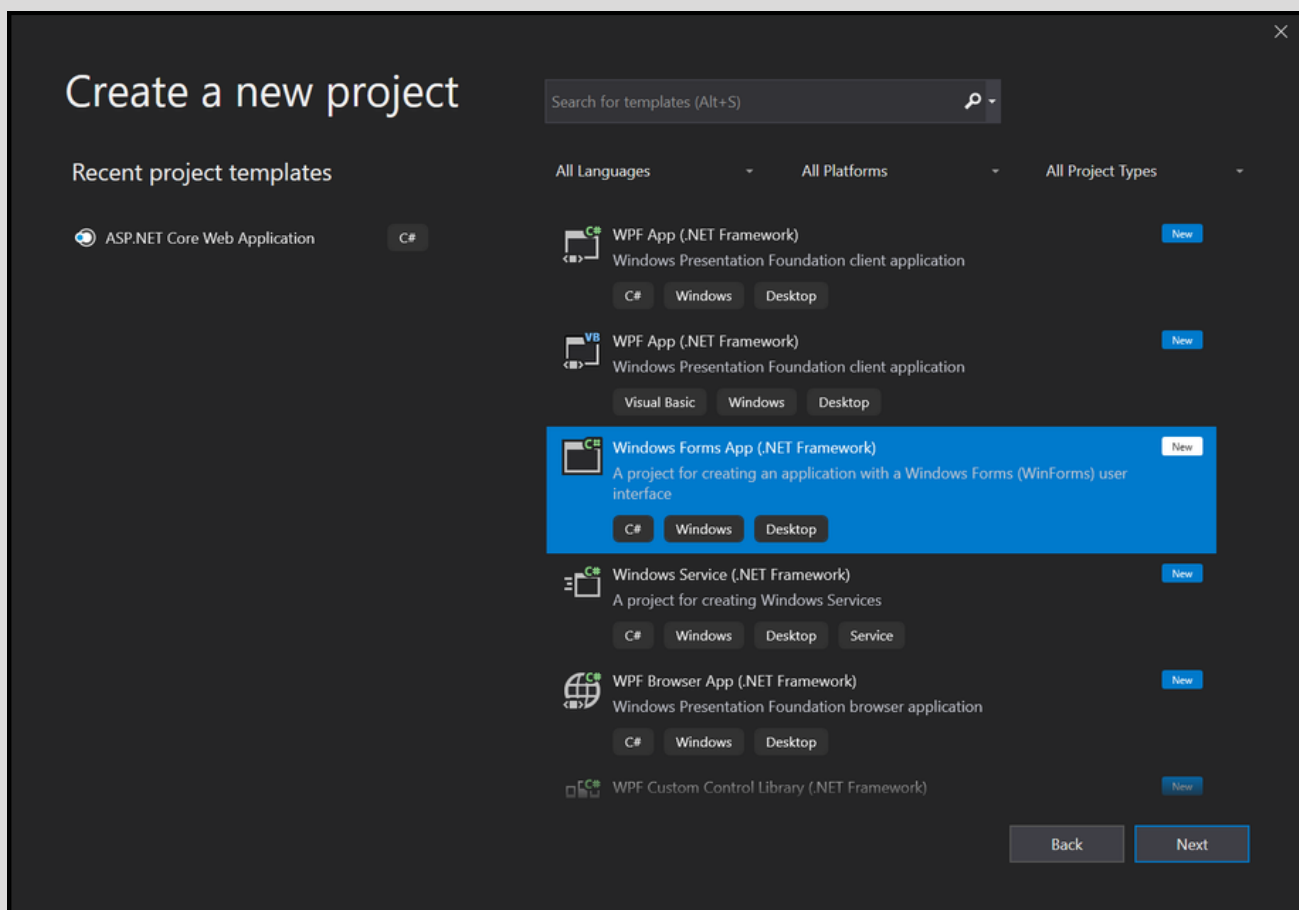 Create a new project
Search for templates (Alt+S)
Recent project templates
All Languages All Platforms All Project Types
ASP.NET Core Web Application C#
C# WPF App (.NET Framework) New
Windows Presentation Foundation client application
C# Windows Desktop
VB WPF App (.NET Framework) New
Windows Presentation Foundation client application
Visual Basic Windows Desktop
C# Windows Forms App (.NET Framework) New
A project for creating an application with a Windows Forms (WinForms) user
interface
C# Windows Desktop
C# Windows Service (.NET Framework) New
A project for creating Windows Services
C# Windows Desktop Service
C# WPF Browser App (.NET Framework) New
Windows Presentation Foundation browser application
C# Windows Desktop
C# WPF Custom Control Library (.NET Framework) New
Back Next